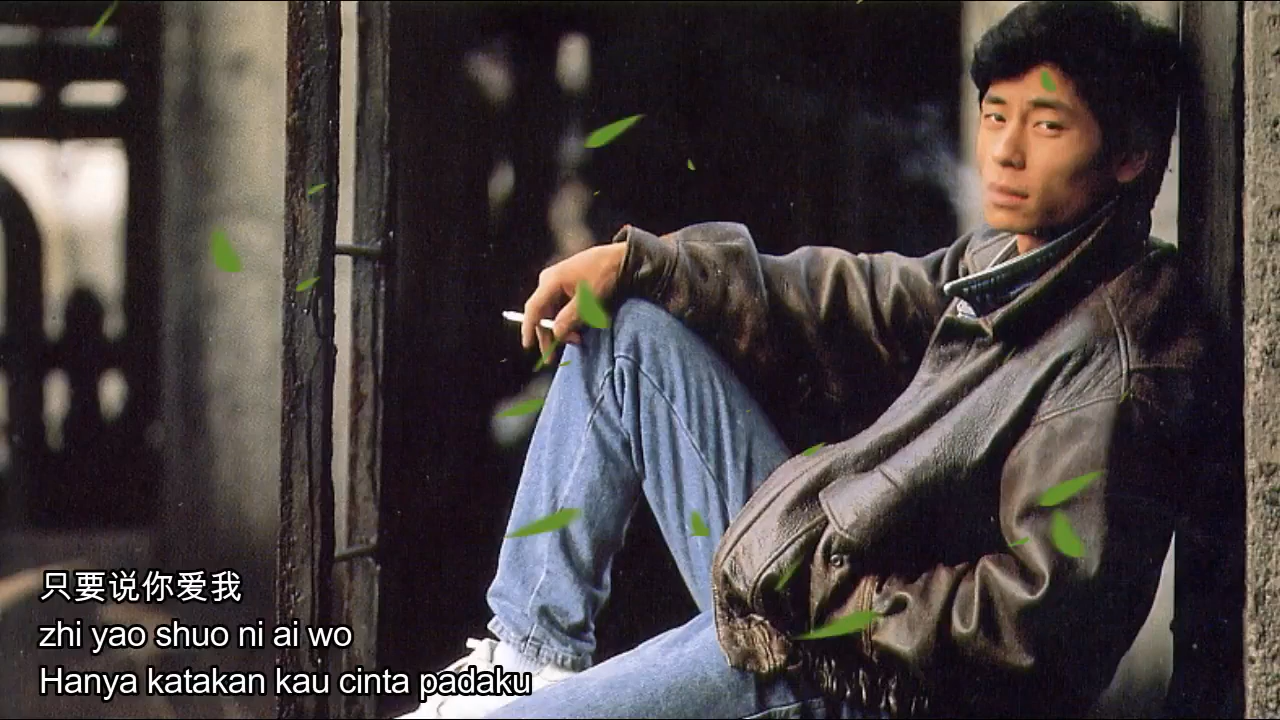 只要说你爱我
zhi yao shuo ni ai wo
Hanya katakan kau cinta padaku